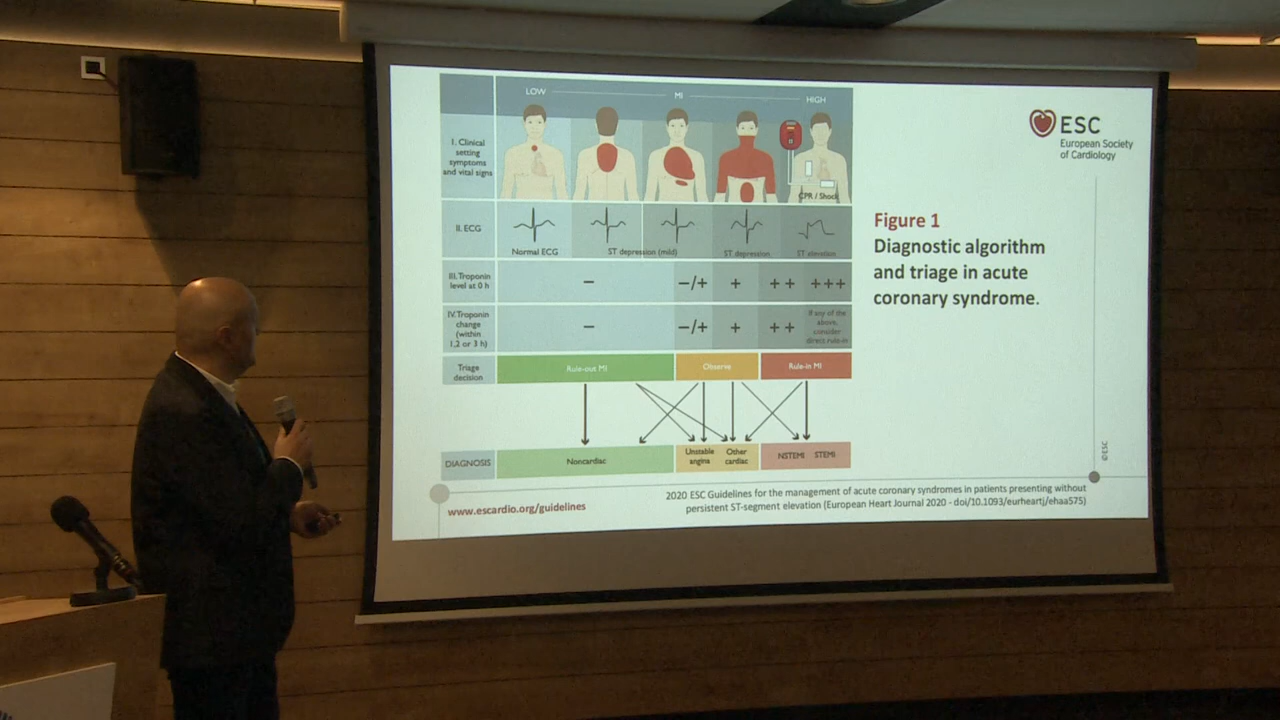 LOW
MI
HIGH
I. Clinical
setting
symptoms
and vital signs
CPR / Shock
II. ECG
Normal ECG
ST depression (mild)
ST depression
ST elevation
III. Troponin
level at 0 h
−
−/+
+
++
+++
IV. Troponin
change
(within
1, 2 or 3 h)
−
−/+
+
++
If any of the
above,
consider
direct rule-in
Triage
decision
Rule-out MI
Observe
Rule-in MI
DIAGNOSIS
Noncardiac
Unstable
angina
Other
cardiac
NSTEMI
STEMI
ESC
European Society
of Cardiology
Figure 1
Diagnostic algorithm
and triage in acute
coronary syndrome.
©ESC
www.escardio.org/guidelines
2020 ESC Guidelines for the management of acute coronary syndromes in patients presenting without
persistent ST-segment elevation (European Heart Journal 2020 - doi/10.1093/eurheartj/ehaa575)